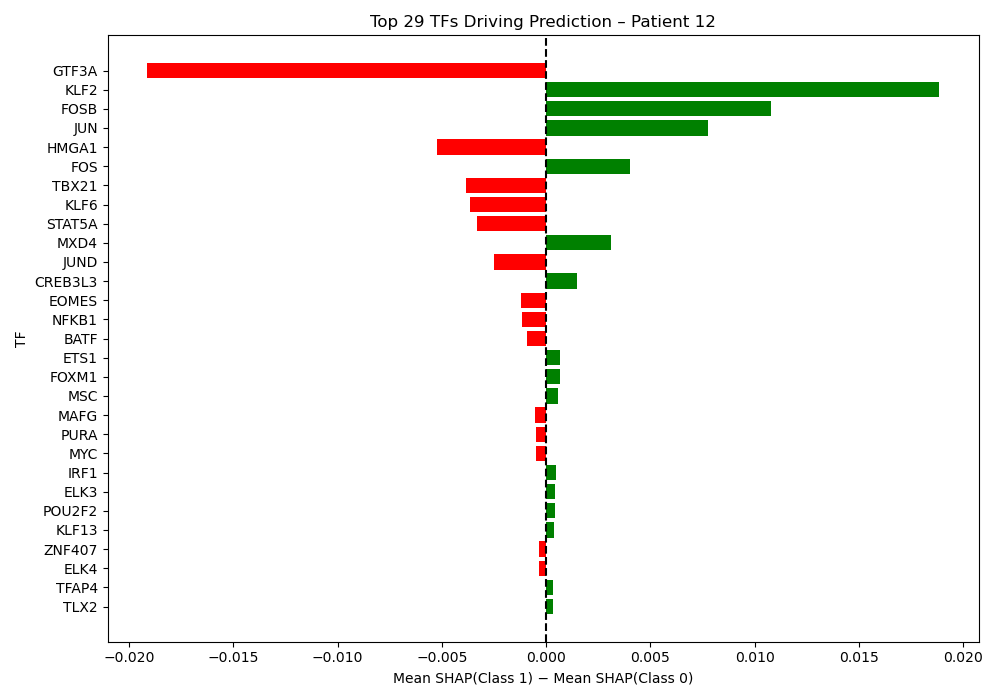 Top 29 TFs Driving Prediction – Patient 12
TF
GTF3A
KLF2
FOSB
JUN
HMGA1
FOS
TBX21
KLF6
STAT5A
MXD4
JUND
CREB3L3
EOMES
NFKB1
BATF
ETS1
FOXM1
MSC
MAFG
PURA
MYC
IRF1
ELK3
POU2F2
KLF13
ZNF407
ELK4
TFAP4
TLX2
−0.020 −0.015 −0.010 −0.005 0.000 0.005 0.010 0.015 0.020
Mean SHAP(Class 1) − Mean SHAP(Class 0)